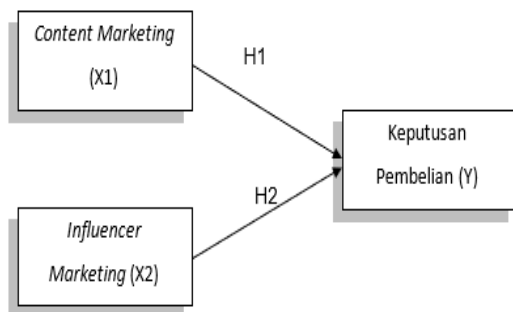 Content Marketing
(X1)
H1
Keputusan
Pembelian (Y)
H2
Influencer
Marketing (X2)